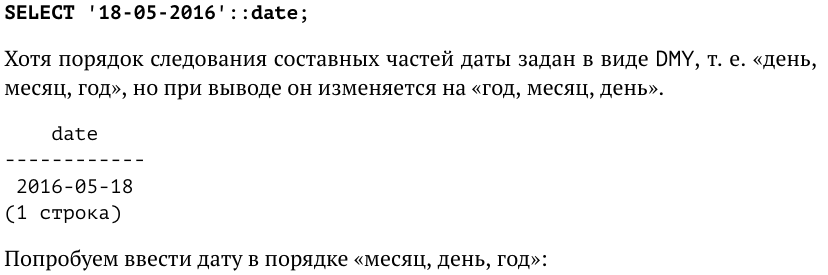 SELECT '18-05-2016'::date;
Хотя порядок следования составных частей даты задан в виде DMY, т. е. «день,
месяц, год», но при выводе он изменяется на «год, месяц, день».
date
------------
2016-05-18
(1 строка)
Попробуем ввести дату в порядке «месяц, день, год»: